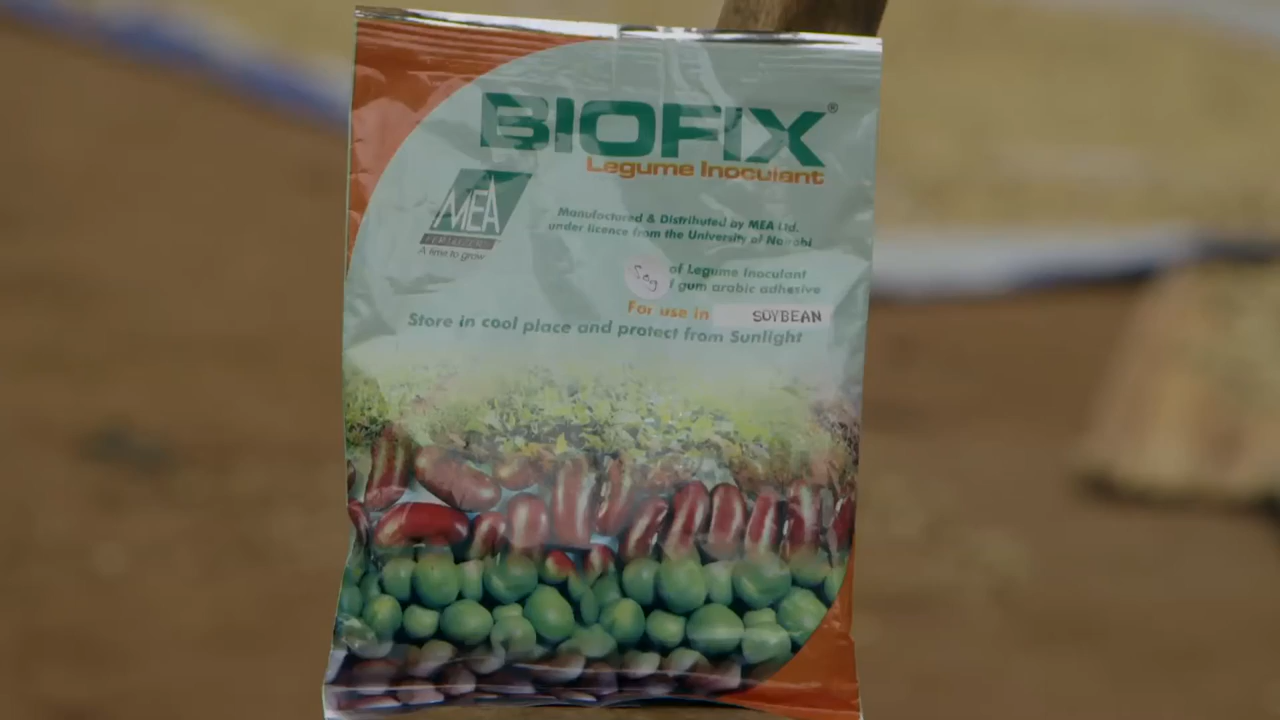 BIOFIX®
Legume Inoculant
MEA
FERTILIZERS
A time to grow
Manufactured & Distributed by MEA Ltd.
under licence from the University of Nairobi
50g of Legume Inoculant
gum arabic adhesive
For use in SOYBEAN
Store in cool place and protect from Sunlight